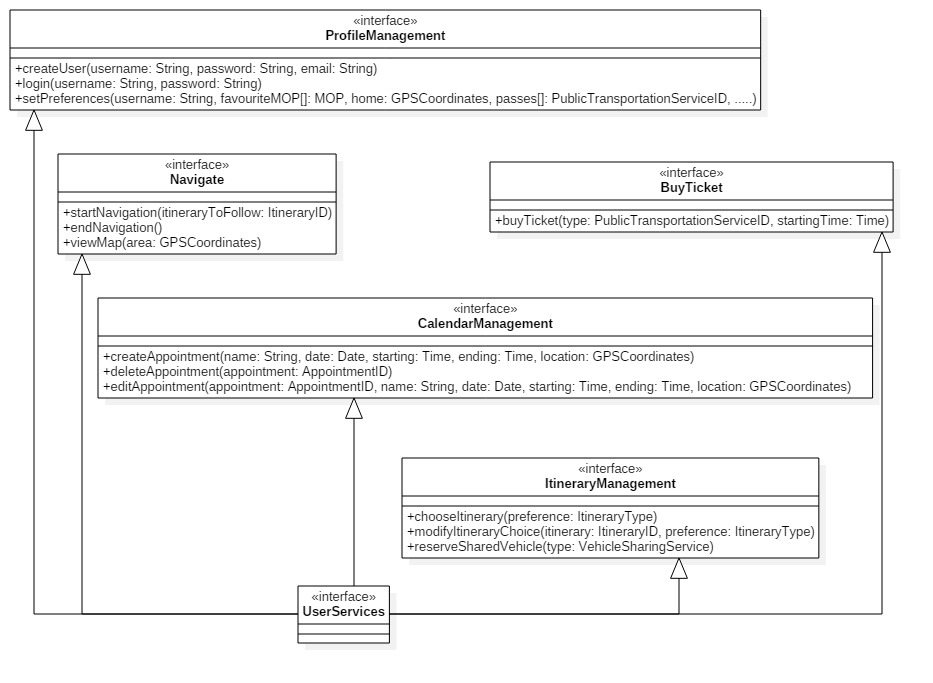 «interface»
ProfileManagement
+createUser(username: String, password: String, email: String)
+login(username: String, password: String)
+setPreferences(username: String, favouriteMOP[]: MOP, home: GPSCoordinates, passes[]: PublicTransportationServiceID, .....)
«interface»
Navigate
+startNavigation(itineraryToFollow: ItineraryID)
+endNavigation()
+viewMap(area: GPSCoordinates)
«interface»
BuyTicket
+buyTicket(type: PublicTransportationServiceID, startingTime: Time)
«interface»
CalendarManagement
+createAppointment(name: String, date: Date, starting: Time, ending: Time, location: GPSCoordinates)
+deleteAppointment(appointment: AppointmentID)
+editAppointment(appointment: AppointmentID, name: String, date: Date, starting: Time, ending: Time, location: GPSCoordinates)
«interface»
ItineraryManagement
+chooseItinerary(preference: ItineraryType)
+modifyItineraryChoice(itinerary: ItineraryID, preference: ItineraryType)
+reserveSharedVehicle(type: VehicleSharingService)
«interface»
UserServices